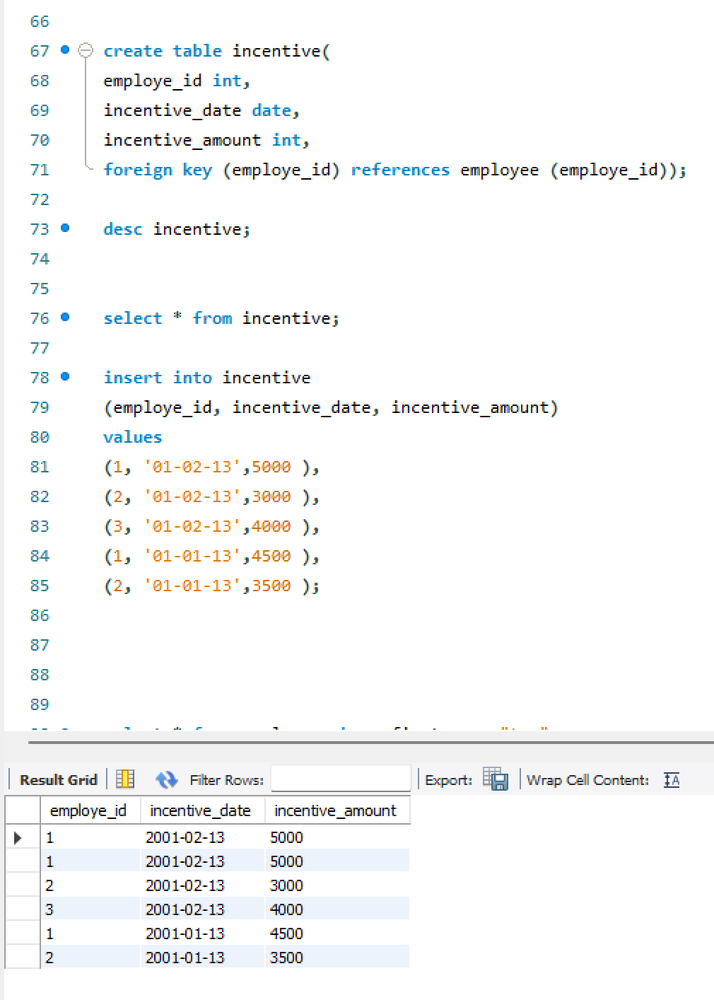 66
67 create table incentive(
68 employe_id int,
69 incentive_date date,
70 incentive_amount int,
71 foreign key (employe_id) references employee (employe_id));
72
73 desc incentive;
74
75
76 select * from incentive;
77
78 insert into incentive
79 (employe_id, incentive_date, incentive_amount)
80 values
81 (1, '01-02-13',5000 ),
82 (2, '01-02-13',3000 ),
83 (3, '01-02-13',4000 ),
84 (1, '01-01-13',4500 ),
85 (2, '01-01-13',3500 );
86
87
88
89
Result Grid Filter Rows: Export: Wrap Cell Content: IA
employe_id incentive_date incentive_amount
1 2001-02-13 5000
1 2001-02-13 5000
2 2001-02-13 3000
3 2001-02-13 4000
1 2001-01-13 4500
2 2001-01-13 3500